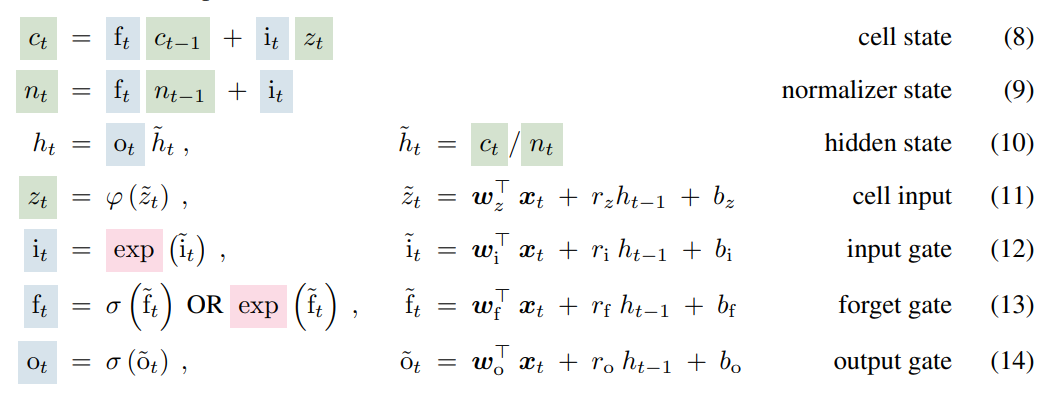 c_t = f_t c_{t−1} + i_t z_t cell state (8)
n_t = f_t n_{t−1} + i_t normalizer state (9)
h_t = o_t h̃_t , h̃_t = c_t / n_t hidden state (10)
z_t = φ (z̃_t) , z̃_t = w_z^⊤ x_t + r_z h_{t−1} + b_z cell input (11)
i_t = exp (ĩ_t) , ĩ_t = w_i^⊤ x_t + r_i h_{t−1} + b_i input gate (12)
f_t = σ (f̃_t) OR exp (f̃_t) , f̃_t = w_f^⊤ x_t + r_f h_{t−1} + b_f forget gate (13)
o_t = σ (õ_t) , õ_t = w_o^⊤ x_t + r_o h_{t−1} + b_o output gate (14)